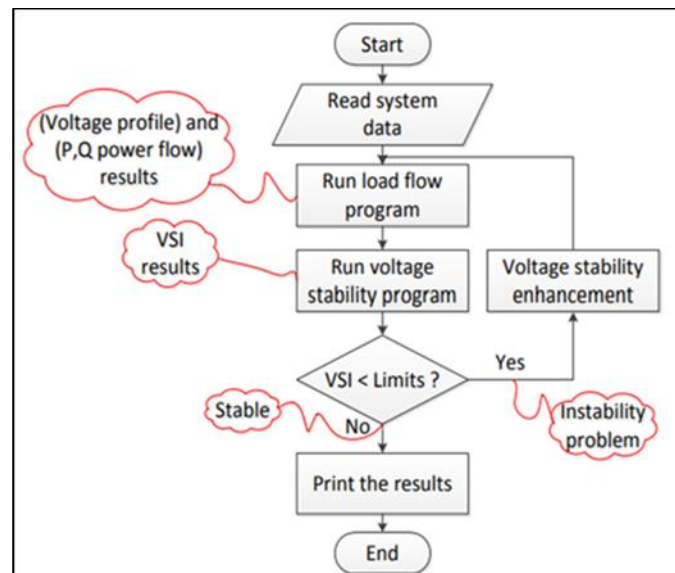 Start
Read system
data
(Voltage profile) and
(P,Q power flow)
results
Run load flow
program
VSI
results
Run voltage
stability program
Voltage stability
enhancement
VSI < Limits ?
Yes
Stable
No
Instability
problem
Print the results
End